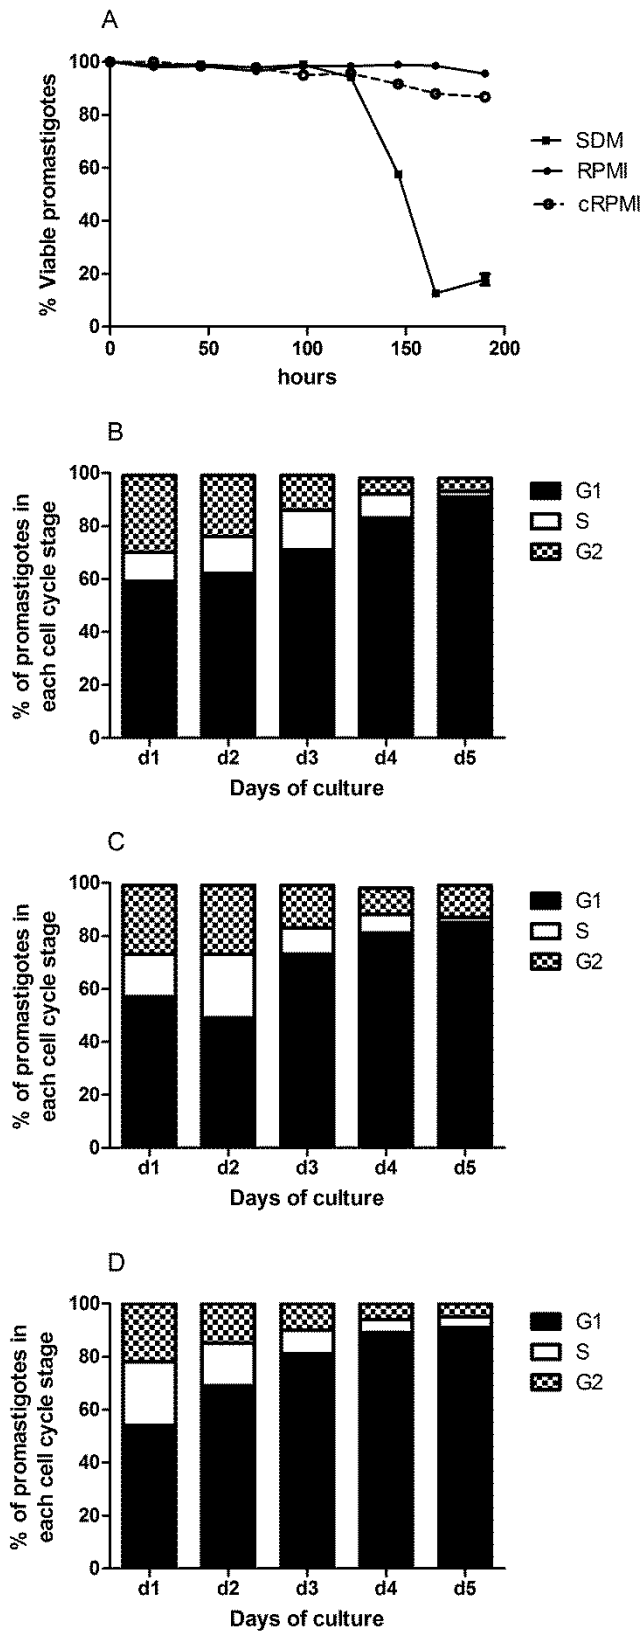 A
% Viable promastigotes
100
80
60
40
20
0
0 50 100 150 200
hours
SDM
RPMI
cRPMI
B
% of promastigotes in
each cell cycle stage
100
80
60
40
20
0
d1 d2 d3 d4 d5
Days of culture
G1
S
G2
C
% of promastigotes in
each cell cycle stage
100
80
60
40
20
0
d1 d2 d3 d4 d5
Days of culture
G1
S
G2
D
% of promastigotes in
each cell cycle stage
100
80
60
40
20
0
d1 d2 d3 d4 d5
Days of culture
G1
S
G2